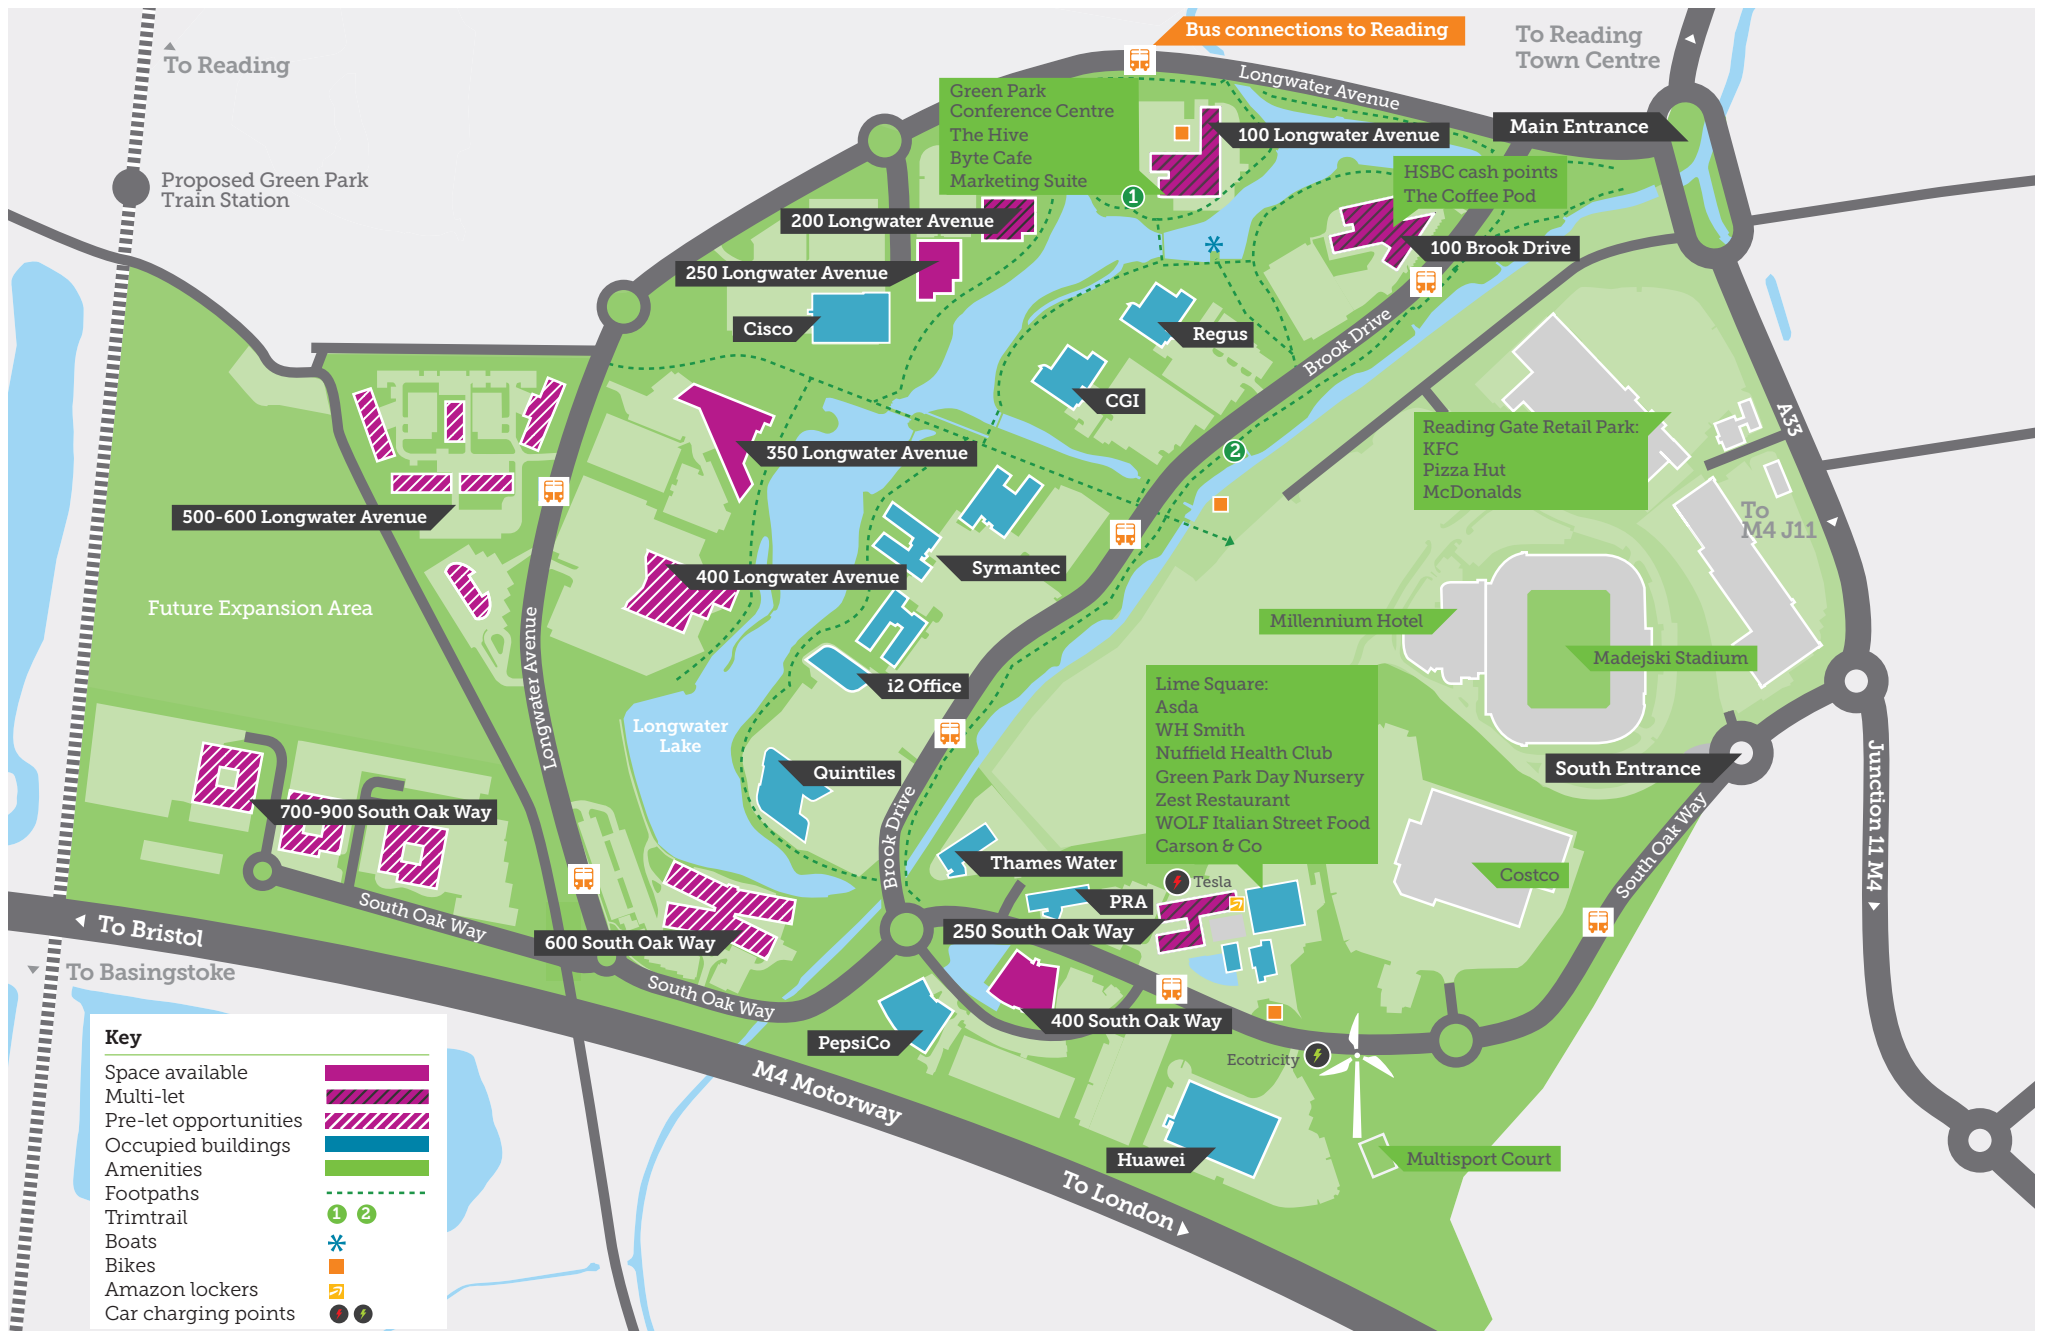 Bus connections to Reading
To Reading
Town Centre
To Reading
Longwater Avenue
Green Park
Conference Centre
The Hive
Byte Cafe
Marketing Suite
100 Longwater Avenue
Main Entrance
HSBC cash points
The Coffee Pod
Proposed Green Park
Train Station
1
200 Longwater Avenue
100 Brook Drive
250 Longwater Avenue
Cisco
Regus
Brook Drive
CGI
A33
Reading Gate Retail Park:
KFC
Pizza Hut
McDonalds
350 Longwater Avenue
2
500-600 Longwater Avenue
To
M4 J11
Symantec
400 Longwater Avenue
Future Expansion Area
Longwater Avenue
Millennium Hotel
Madejski Stadium
i2 Office
Lime Square:
Asda
WH Smith
Nuffield Health Club
Green Park Day Nursery
Zest Restaurant
WOLF Italian Street Food
Carson & Co
Longwater
Lake
South Entrance
Junction 11 M4
Quintiles
700-900 South Oak Way
Brook Drive
South Oak Way
Thames Water
Costco
Tesla
PRA
South Oak Way
To Bristol
250 South Oak Way
600 South Oak Way
To Basingstoke
South Oak Way
400 South Oak Way
PepsiCo
Ecotricity
M4 Motorway
Huawei
Multisport Court
To London
Key
Space available
Multi-let
Pre-let opportunities
Occupied buildings
Amenities
Footpaths
Trimtrail 1 2
Boats
Bikes
Amazon lockers
Car charging points